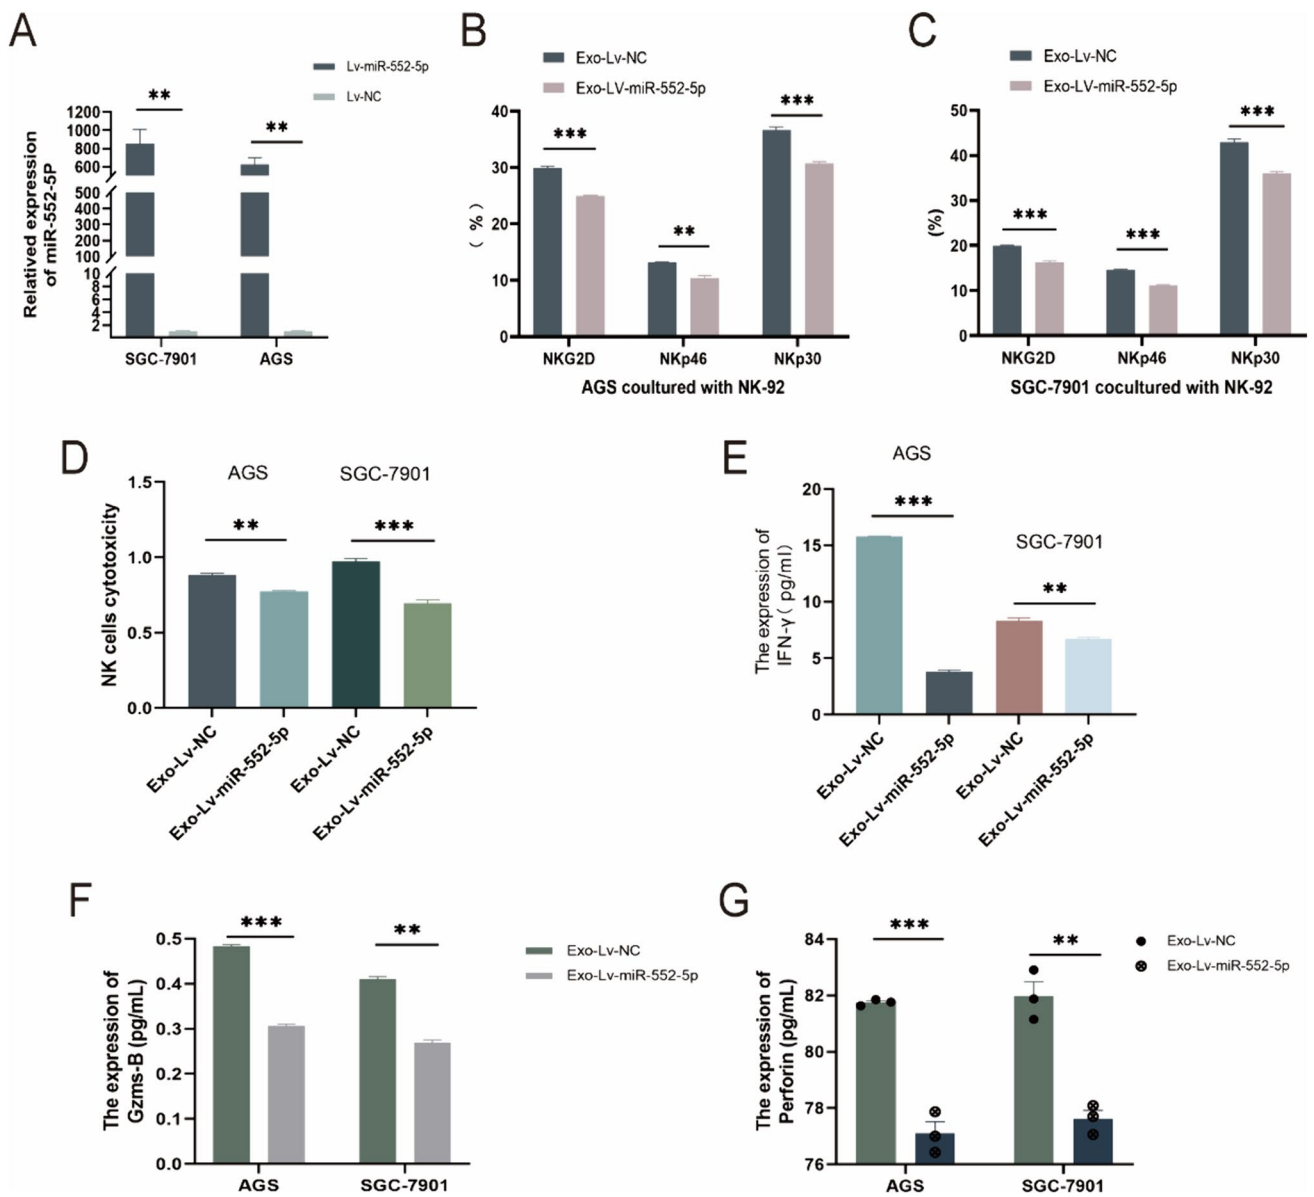 A
Lv-miR-552-5p
Lv-NC
**
**
Relatived expression
of miR-552-5P
1200
1000
800
600
500
400
300
200
100
10
8
6
4
2
SGC-7901 AGS
B
Exo-Lv-NC
Exo-LV-miR-552-5p
***
**
***
( %)
40
30
20
10
0
NKG2D NKp46 NKp30
AGS coultured with NK-92
C
Exo-Lv-NC
Exo-LV-miR-552-5p
***
***
***
(%)
50
40
30
20
10
0
NKG2D NKp46 NKp30
SGC-7901 cocultured with NK-92
D
AGS SGC-7901
** ***
NK cells cytotoxicity
1.5
1.0
0.5
0.0
Exo-Lv-NC
Exo-Lv-miR-552-5p
Exo-Lv-NC
Exo-Lv-miR-552-5p
E
AGS
***
SGC-7901
**
The expression of
IFN-γ( pg/ml)
20
15
10
5
0
Exo-Lv-NC
Exo-Lv-miR-552-5p
Exo-Lv-NC
Exo-Lv-miR-552-5p
F
*** **
Exo-Lv-NC
Exo-Lv-miR-552-5p
The expression of
Gzms-B (pg/mL)
0.5
0.4
0.3
0.2
0.1
0.0
AGS SGC-7901
G
*** **
Exo-Lv-NC
Exo-Lv-miR-552-5p
The expression of
Perforin (pg/mL)
84
82
80
78
76
AGS SGC-7901